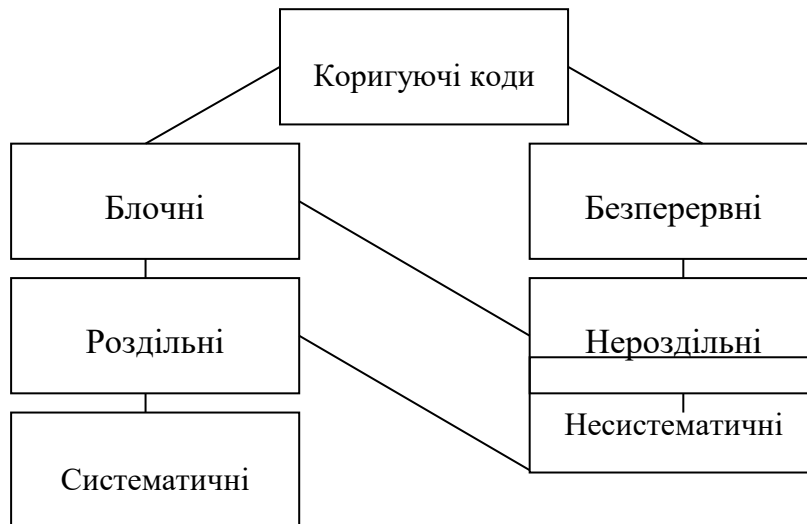 Коригуючі коди
Блочні
Безперервні
Роздільні
Нероздільні
Несистематичні
Систематичні